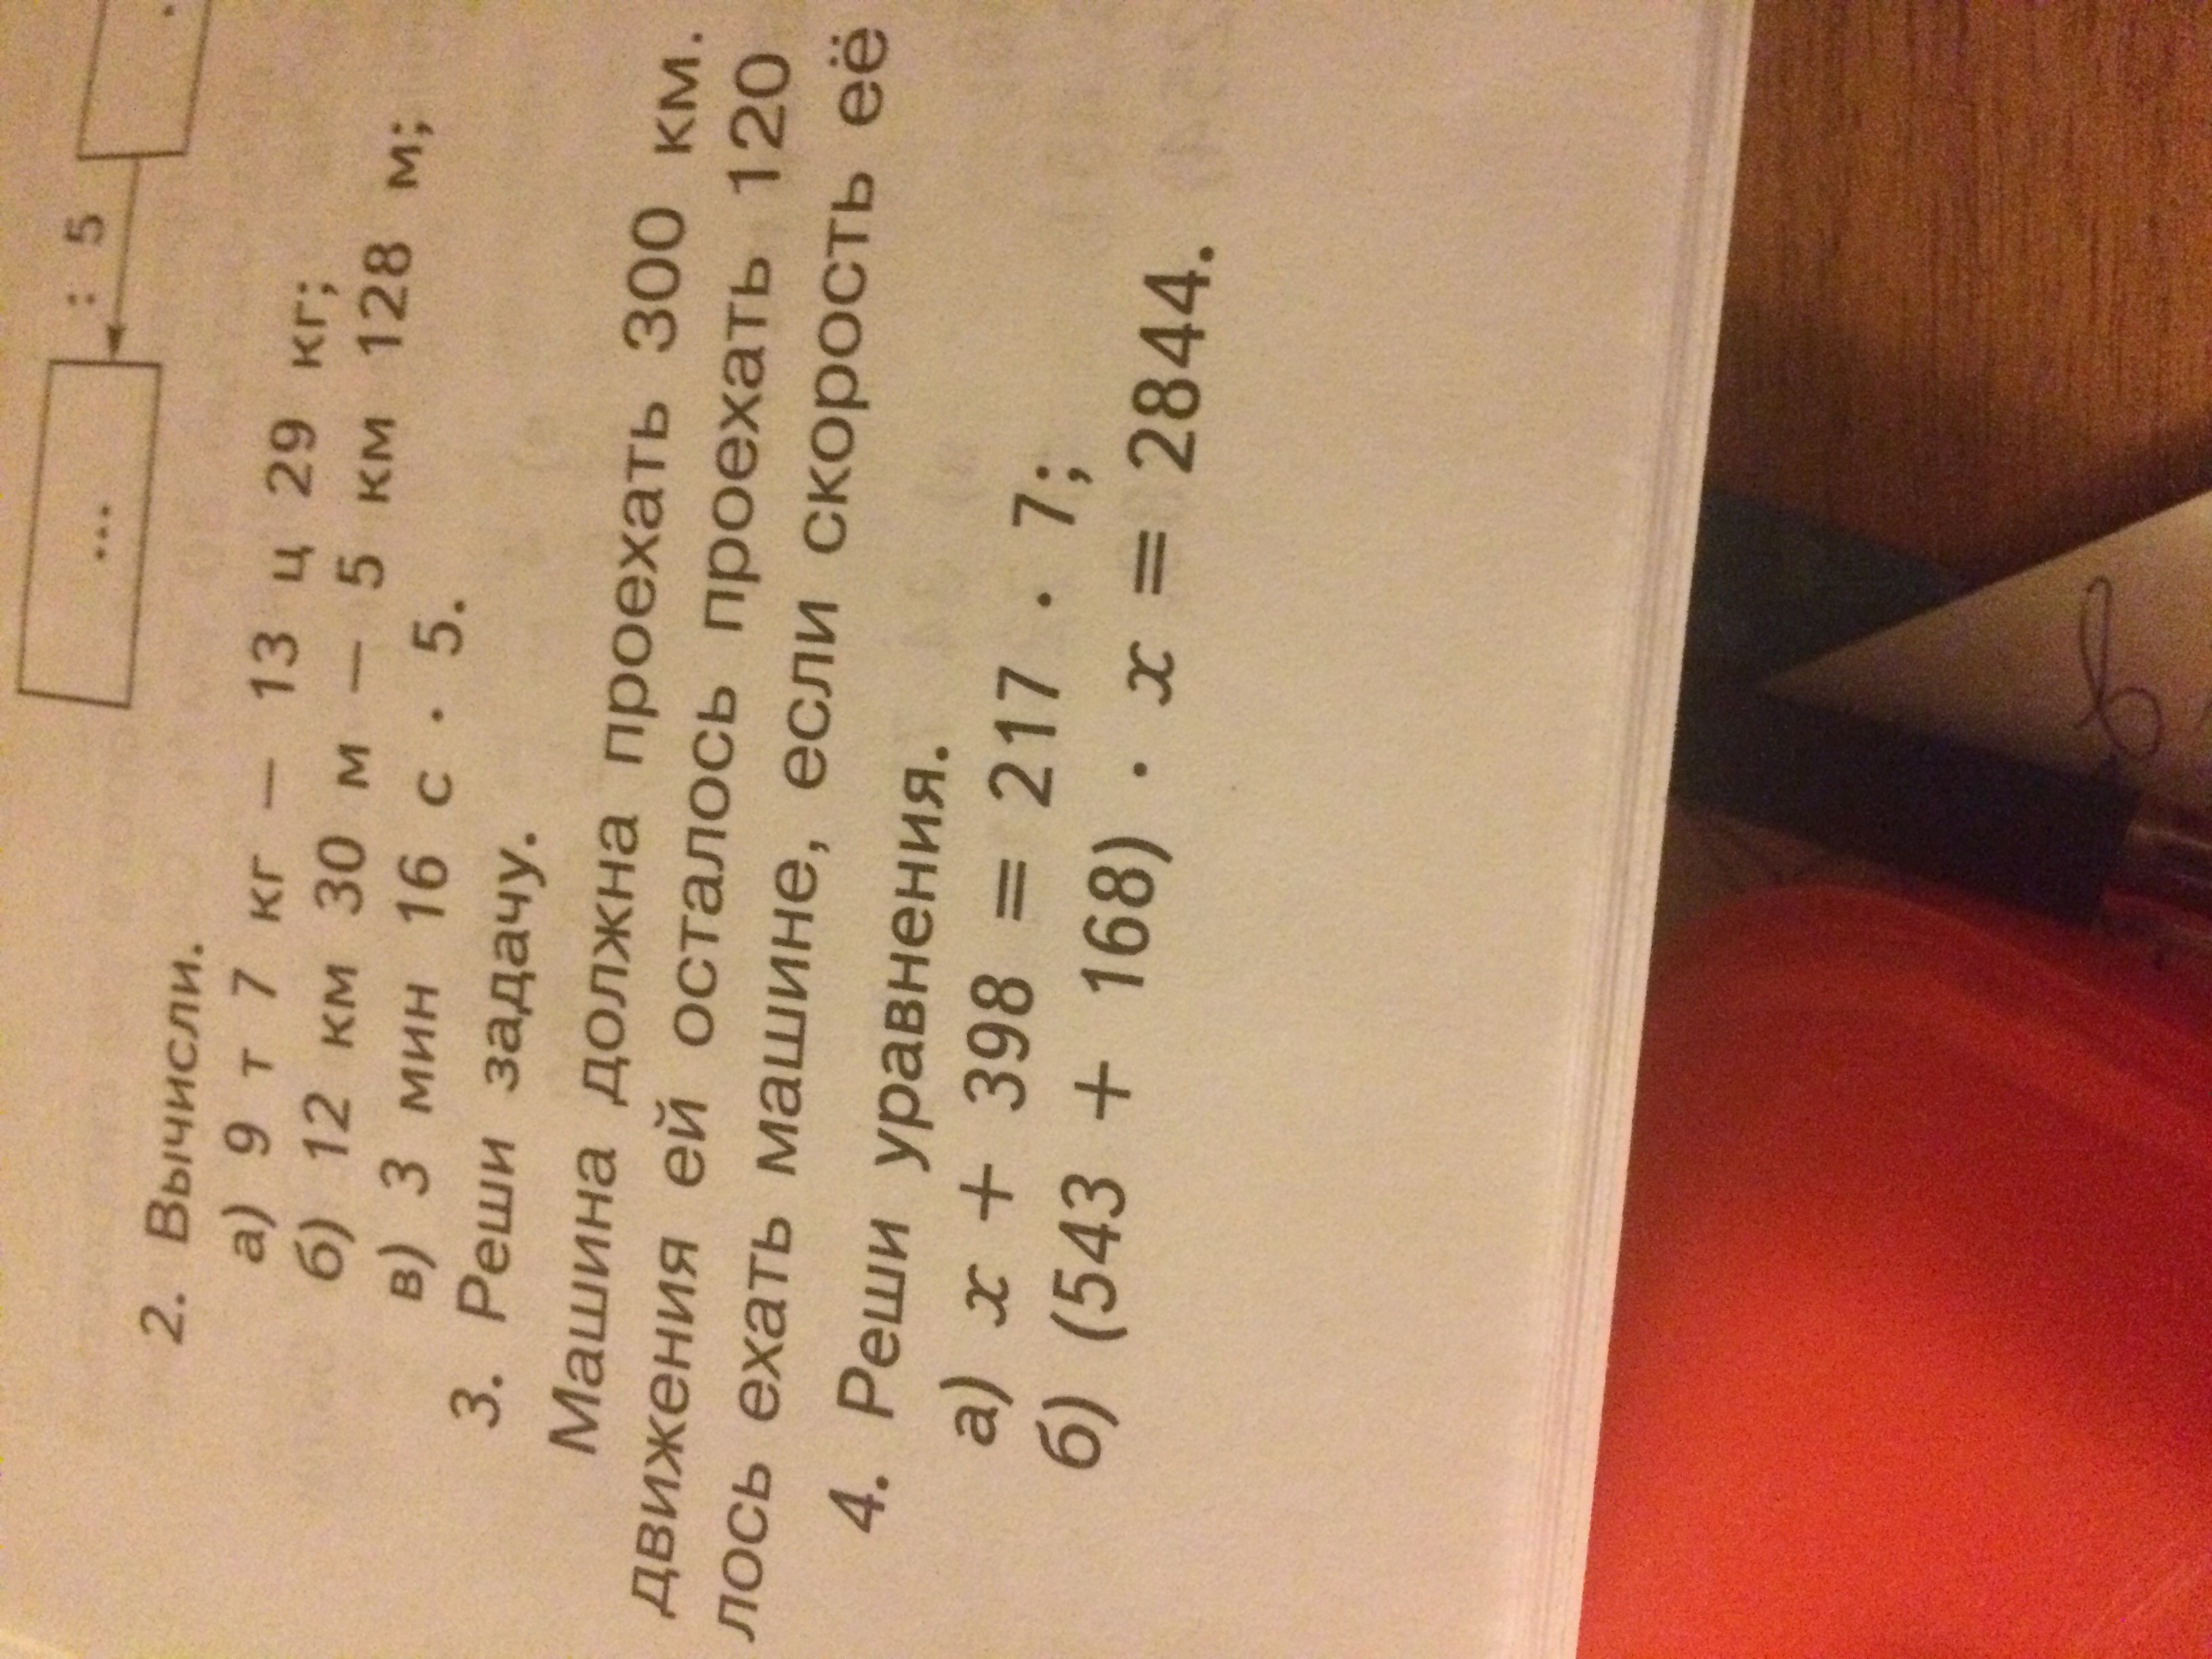 : 5
...
2. Вычисли.
а) 9 т 7 кг — 13 ц 29 кг;
б) 12 км 30 м — 5 км 128 м;
в) 3 мин 16 с · 5.
3. Реши задачу.
Машина должна проехать 300 км.
движения ей осталось проехать 120
лось ехать машине, если скорость её
4. Реши уравнения.
а) x + 398 = 217 · 7;
б) (543 + 168) · x = 2844.